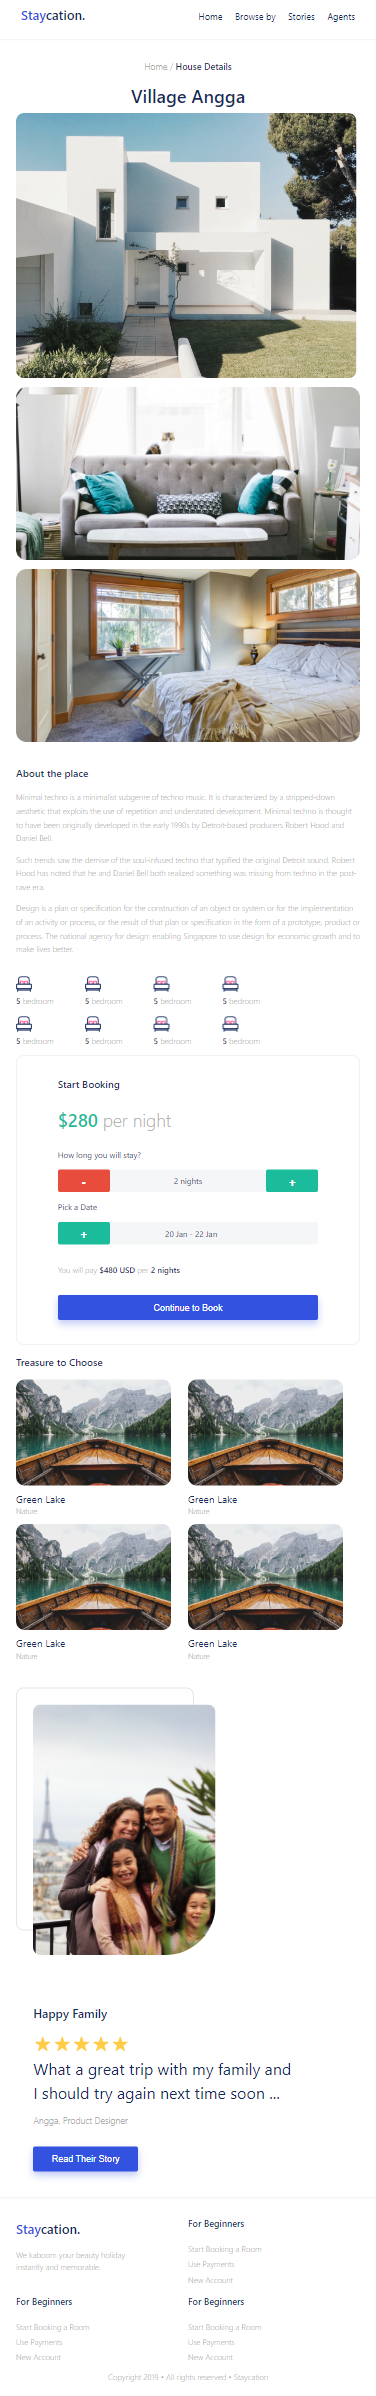 Staycation.
Home Browse by Stories Agents
Home / House Details
Village Angga
About the place
Minimal techno is a minimalist subgenre of techno music. It is characterized by a stripped-down
aesthetic that exploits the use of repetition and understated development. Minimal techno is thought
to have been originally developed in the early 1990s by Detroit-based producers Robert Hood and
Daniel Bell.
Such trends saw the demise of the soul-infused techno that typified the original Detroit sound. Robert
Hood has noted that he and Daniel Bell both realized something was missing from techno in the post-
rave era.
Design is a plan or specification for the construction of an object or system or for the implementation
of an activity or process, or the result of that plan or specification in the form of a prototype, product or
process. The national agency for design: enabling Singapore to use design for economic growth and to
make lives better.
5 bedroom 5 bedroom 5 bedroom 5 bedroom
5 bedroom 5 bedroom 5 bedroom 5 bedroom
Start Booking
$280 per night
How long you will stay?
- 2 nights +
Pick a Date
+ 20 Jan - 22 Jan
You will pay $480 USD per 2 nights
Continue to Book
Treasure to Choose
Green Lake
Nature
Green Lake
Nature
Green Lake
Nature
Green Lake
Nature
Happy Family
What a great trip with my family and
I should try again next time soon ...
Angga, Product Designer
Read Their Story
Staycation.
We kaboom your beauty holiday
instantly and memorable.
For Beginners
Start Booking a Room
Use Payments
New Account
For Beginners
Start Booking a Room
Use Payments
New Account
For Beginners
Start Booking a Room
Use Payments
New Account
Copyright 2019 • All rights reserved • Staycation